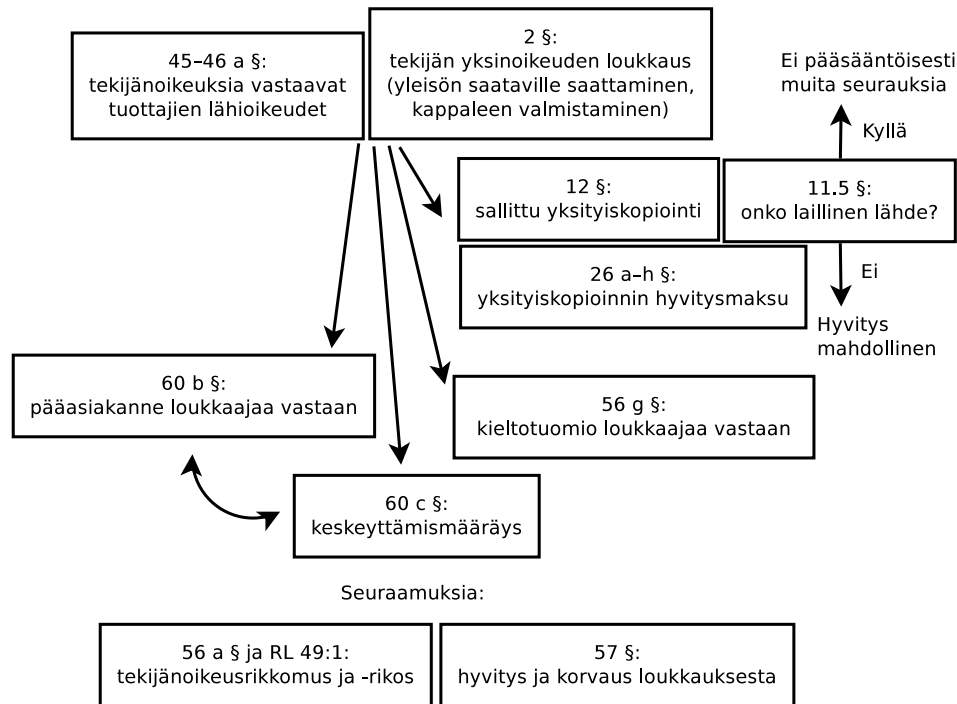 45–46 a §:
tekijänoikeuksia vastaavat
tuottajien lähioikeudet
2 §:
tekijän yksinoikeuden loukkaus
(yleisön saataville saattaminen,
kappaleen valmistaminen)
Ei pääsääntöisesti
muita seurauksia
Kyllä
12 §:
sallittu yksityiskopiointi
11.5 §:
onko laillinen lähde?
26 a–h §:
yksityiskopioinnin hyvitysmaksu
Ei
Hyvitys
mahdollinen
60 b §:
pääasiakanne loukkaajaa vastaan
56 g §:
kieltotuomio loukkaajaa vastaan
60 c §:
keskeyttämismääräys
Seuraamuksia:
56 a § ja RL 49:1:
tekijänoikeusrikkomus ja -rikos
57 §:
hyvitys ja korvaus loukkauksesta